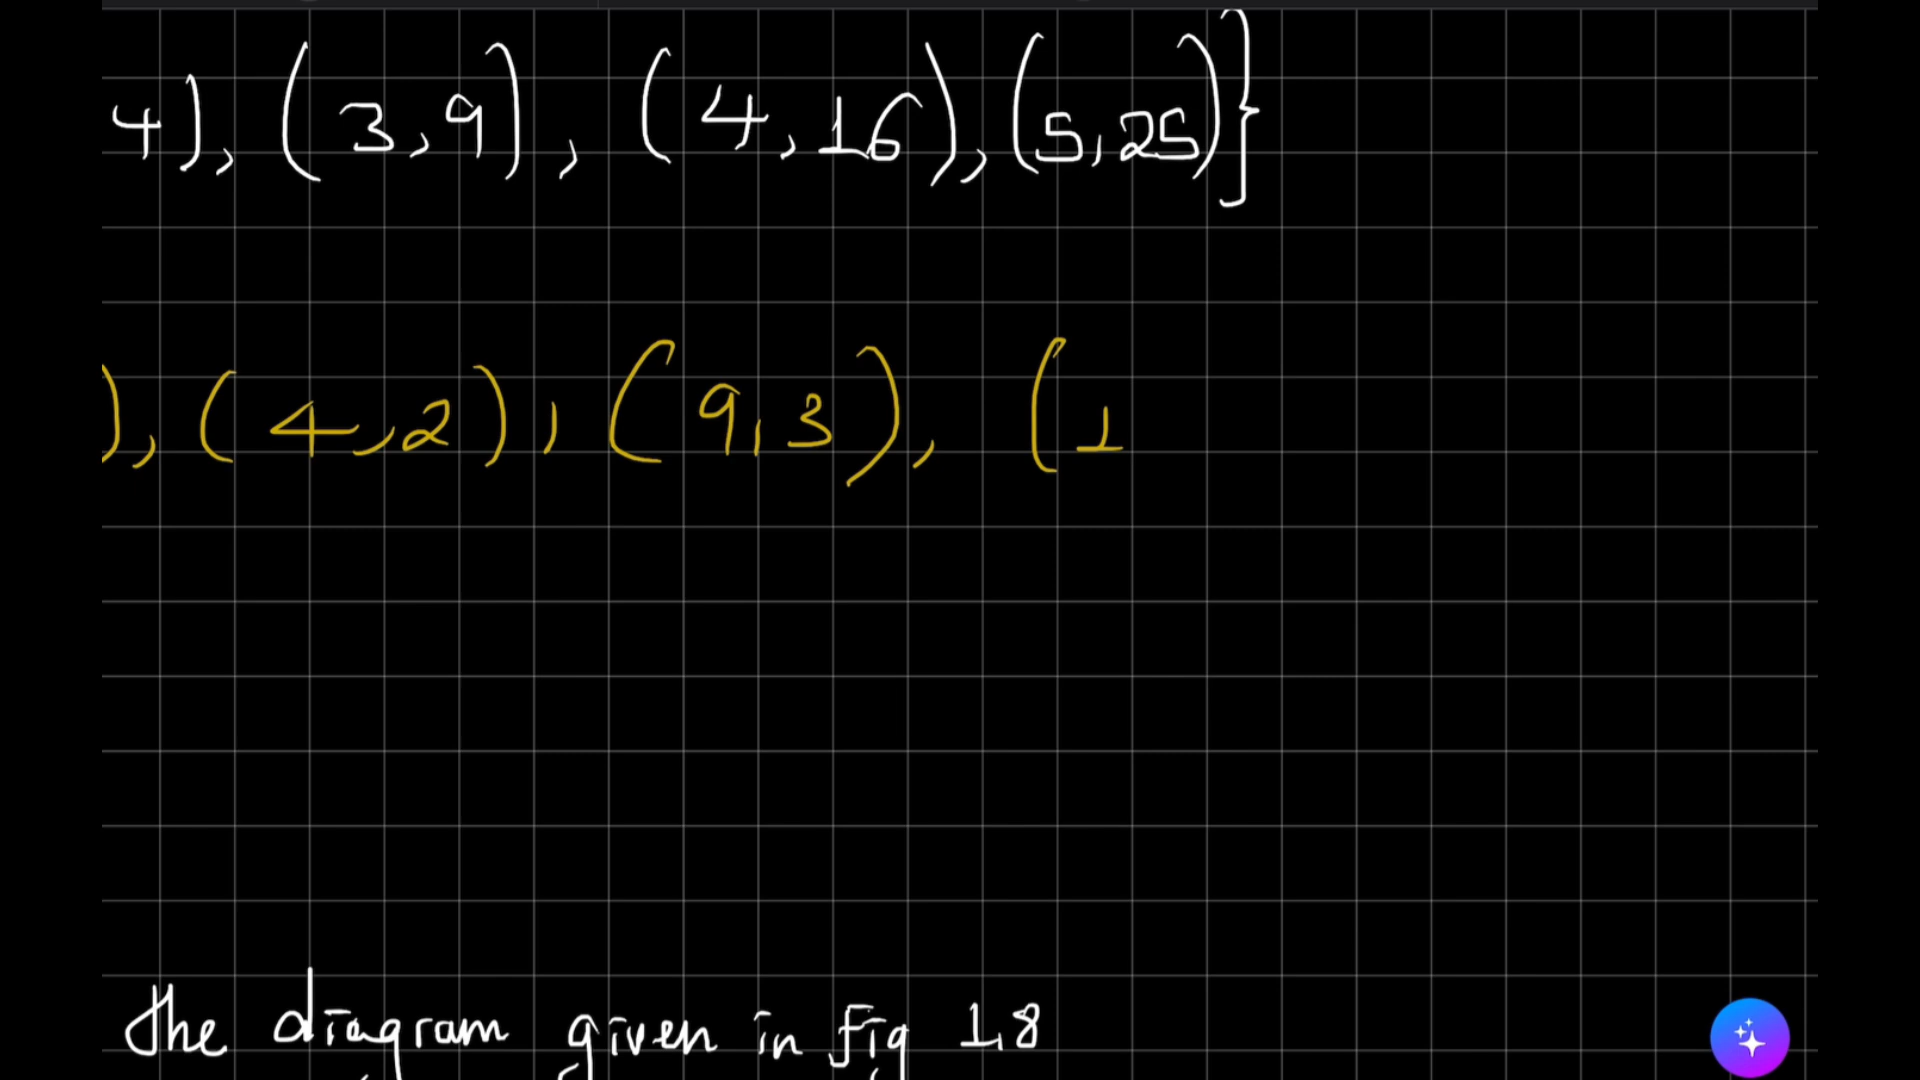 4), (3,9), (4,16),(5,25)}
), (4,2), (9,3), (1
the diagram given in fig 1.8